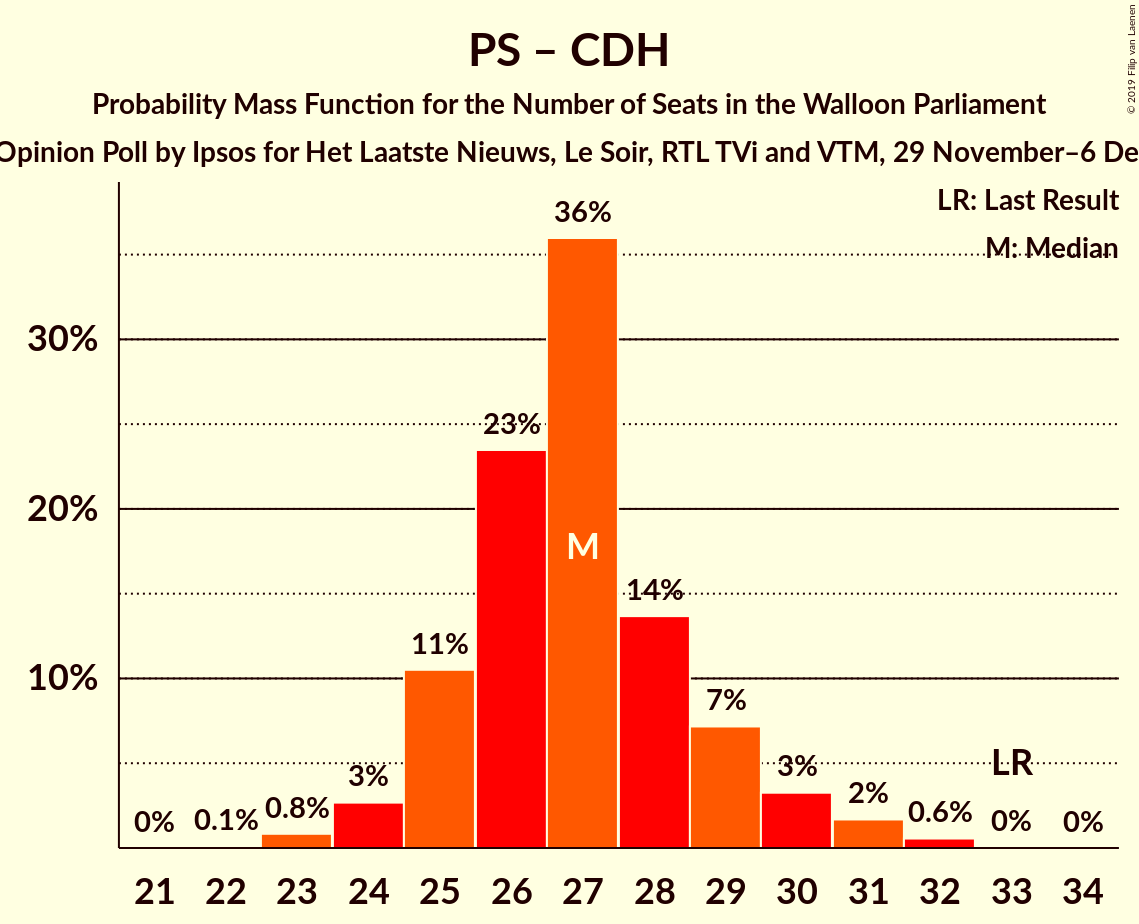 PS – CDH
Probability Mass Function for the Number of Seats in the Walloon Parliament
Opinion Poll by Ipsos for Het Laatste Nieuws, Le Soir, RTL TVi and VTM, 29 November–6 De
© 2019 Filip van Laenen
LR: Last Result
M: Median
36%
30%
23%
20%
M
14%
11%
10%
7%
LR
3%
3%
2%
0.8%
0.6%
0%
0.1%
0%
0%
21 22 23 24 25 26 27 28 29 30 31 32 33 34